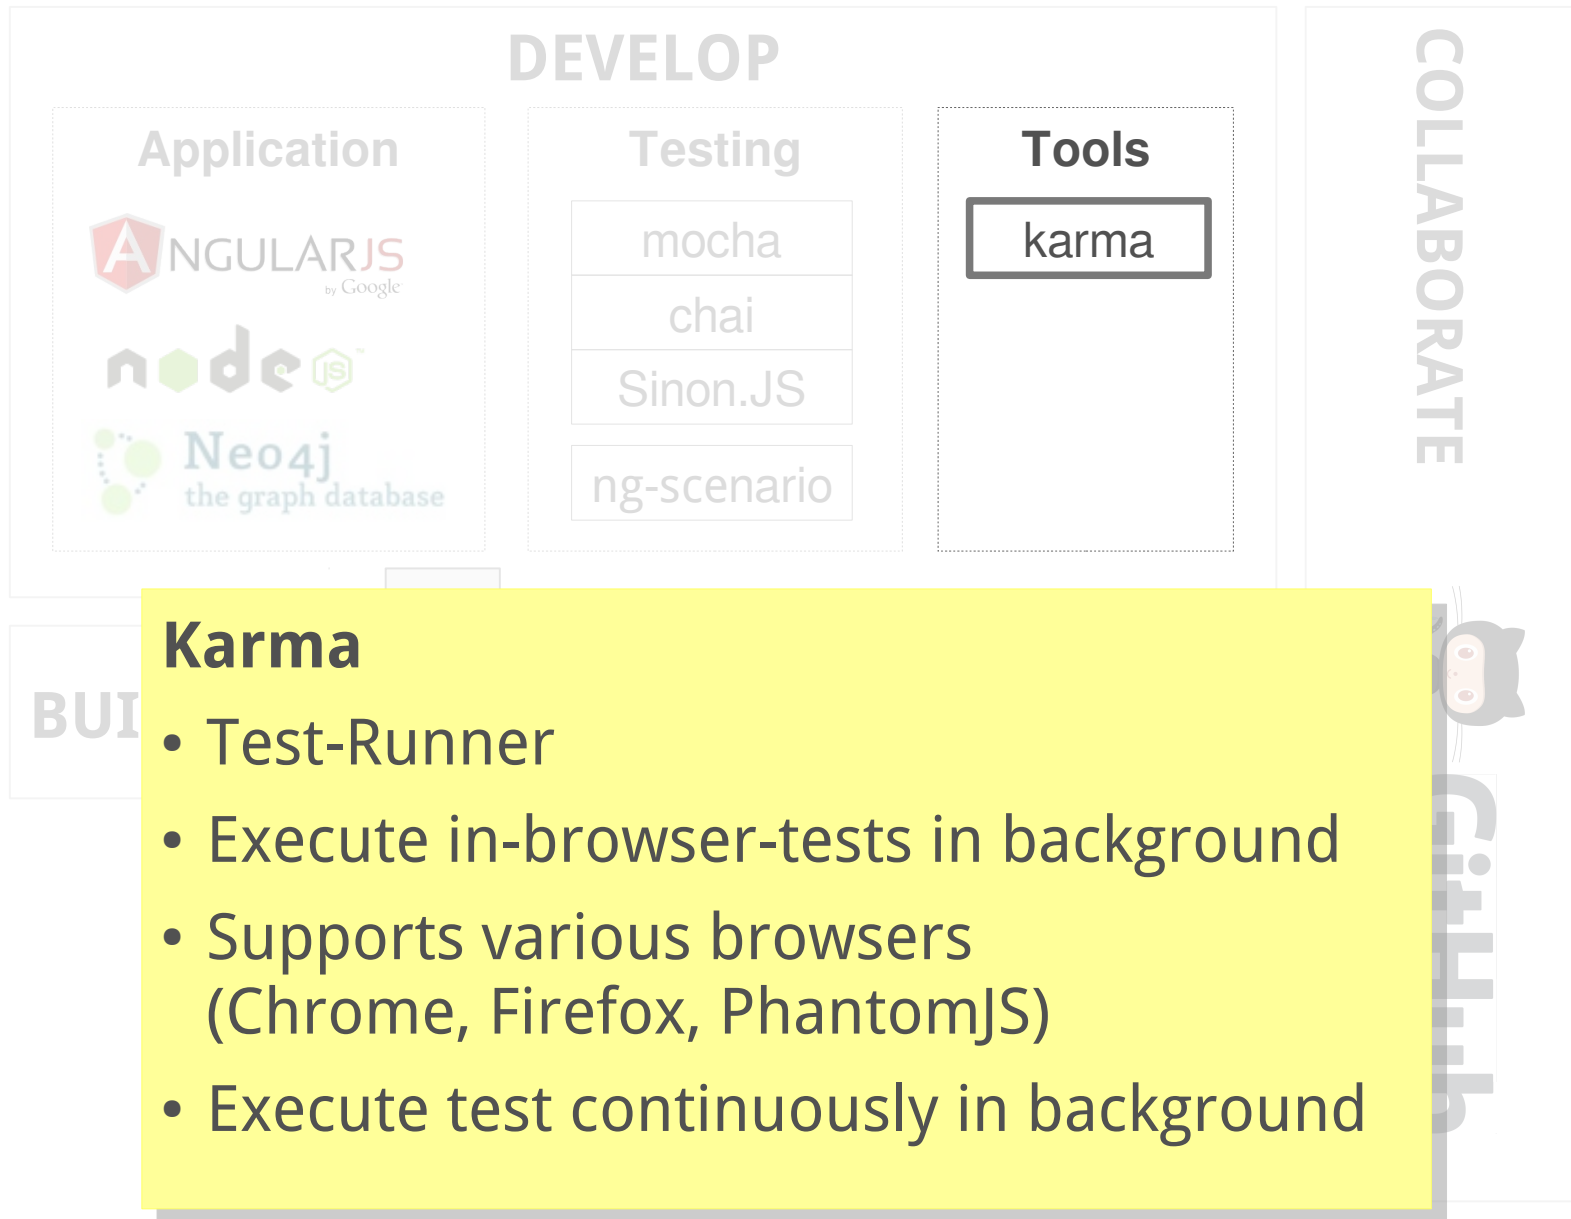 DEVELOP
Application
ANGULARJS
by Google
node JS™
Neo4j
the graph database
Testing
mocha
chai
Sinon.JS
ng-scenario
Tools
karma
COLLABORATE
GitHub
BUI
Karma
• Test-Runner
• Execute in-browser-tests in background
• Supports various browsers
(Chrome, Firefox, PhantomJS)
• Execute test continuously in background